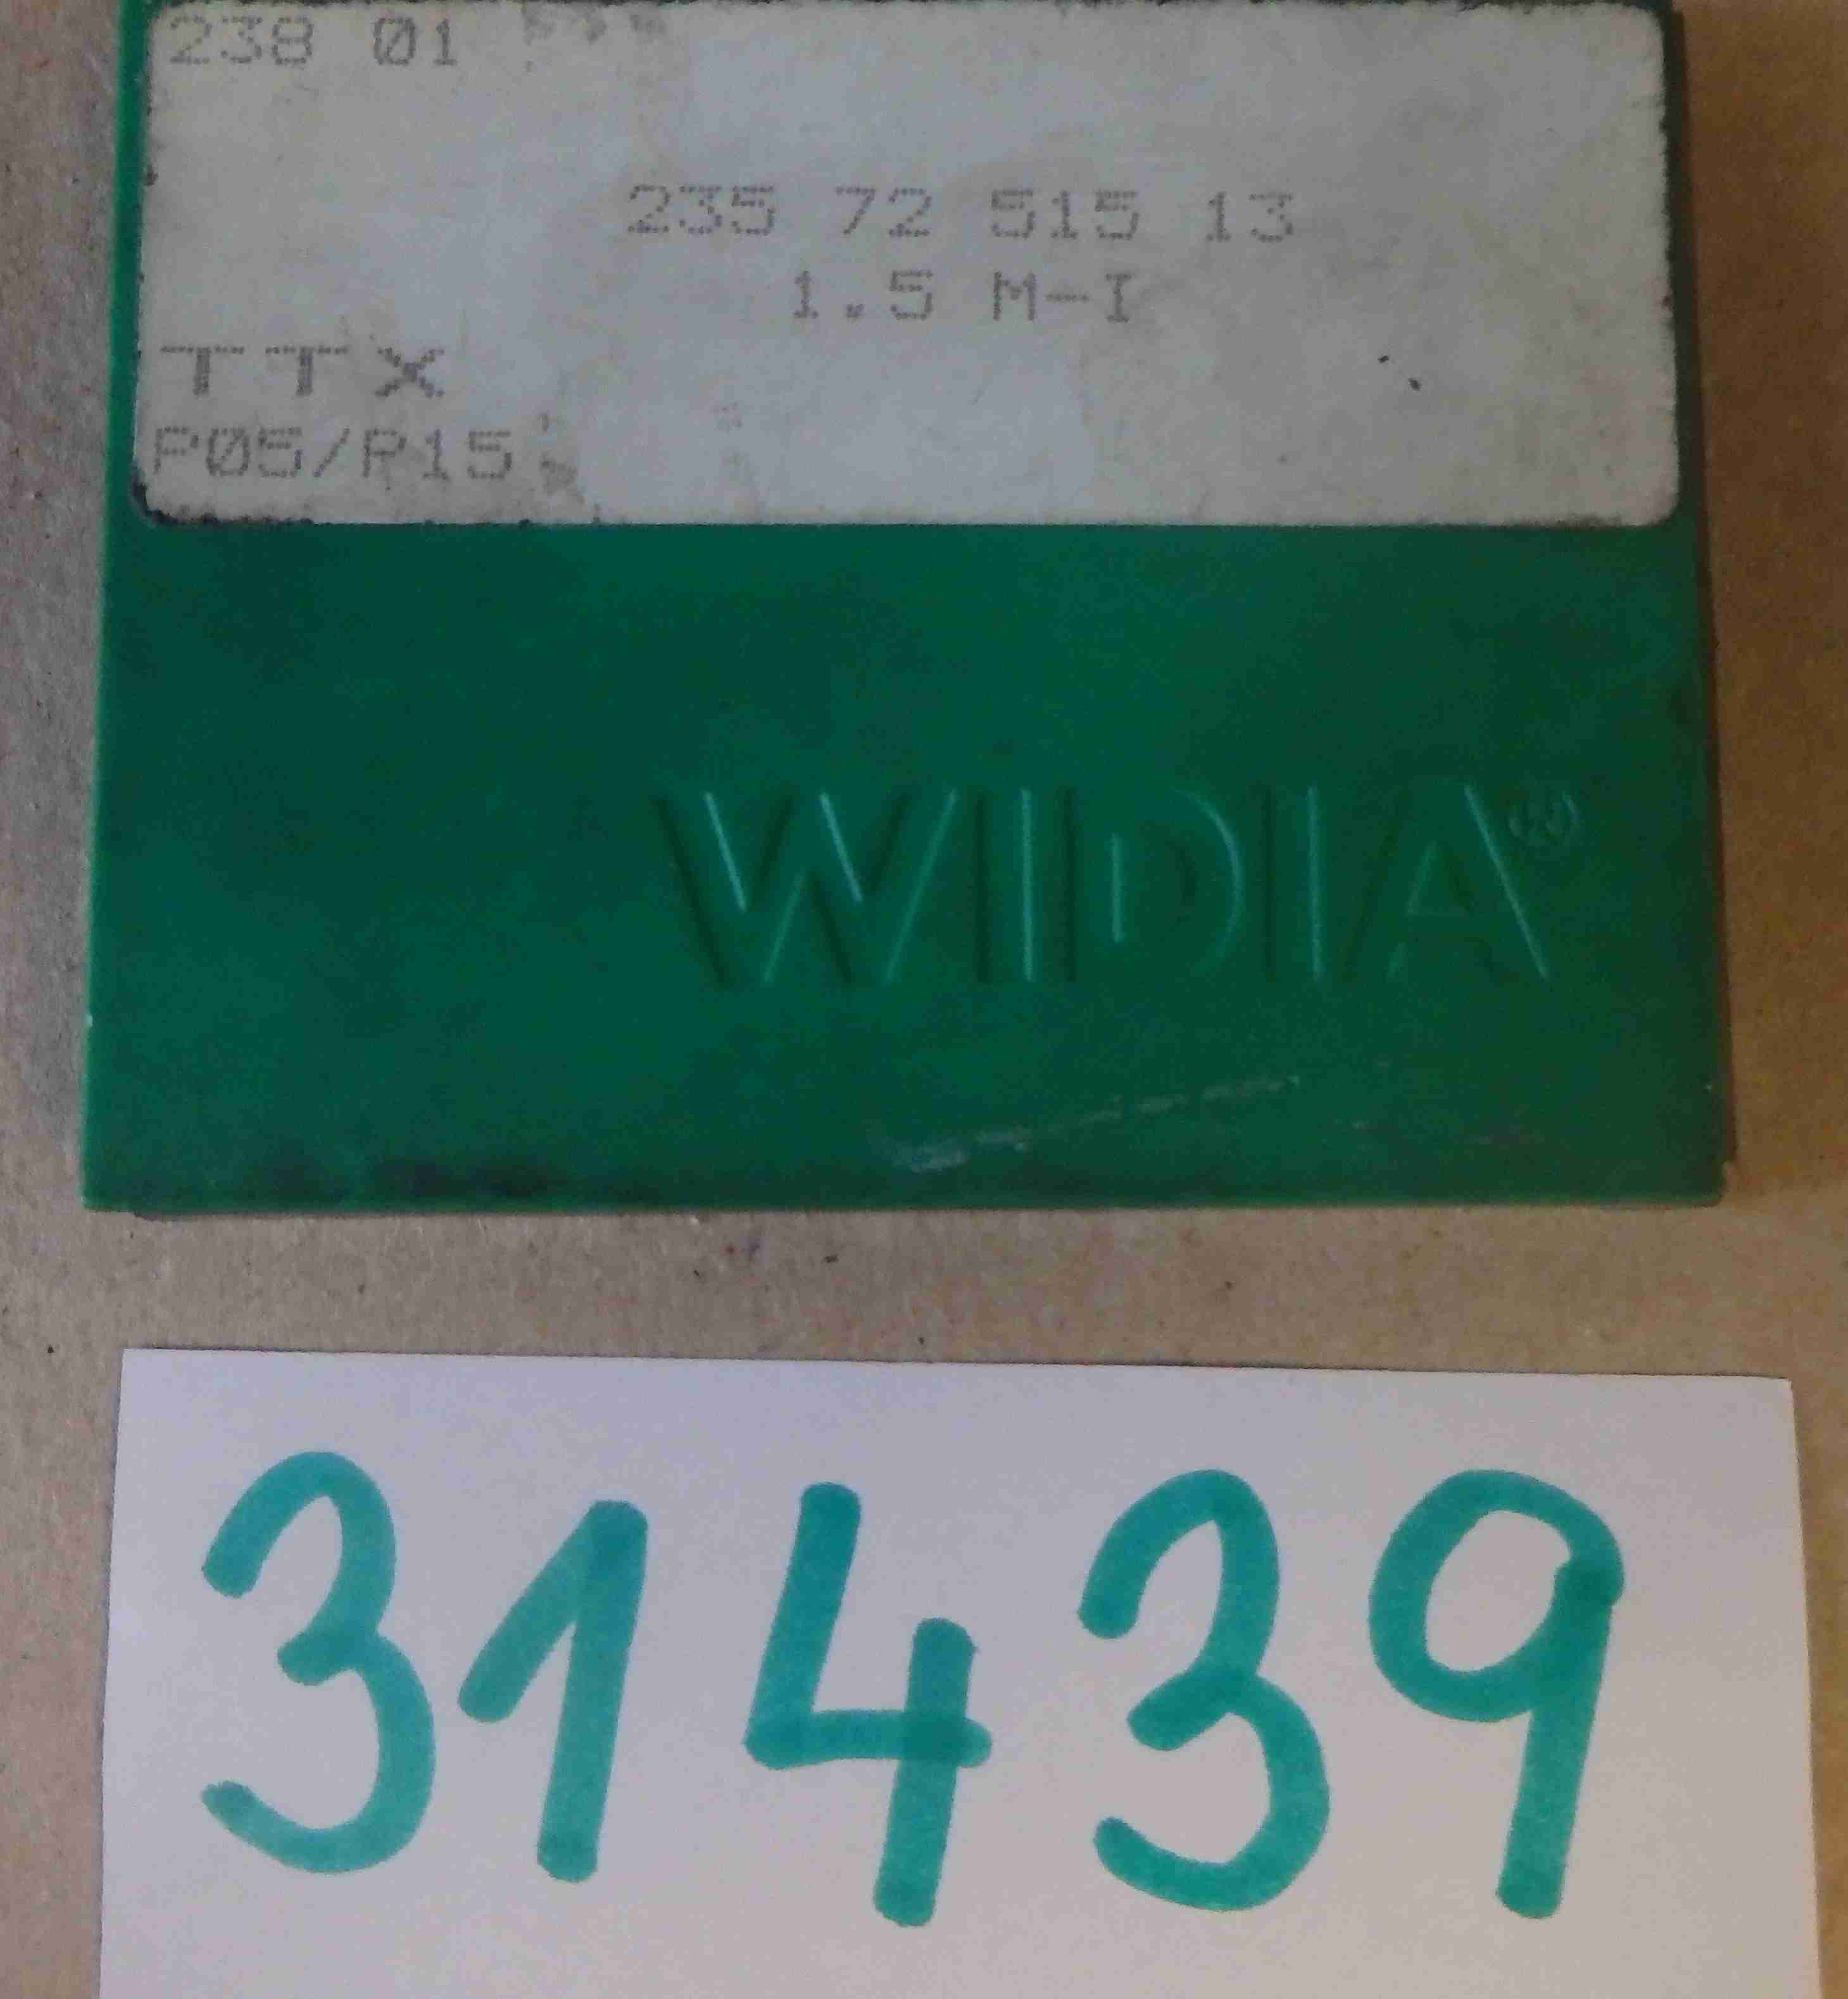 238 01
235 72 515 13
1.5 M-I
TTX
P05/P15
WIDIA®
31439